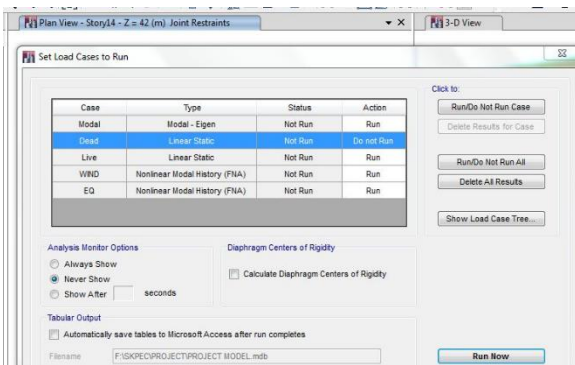 Plan View - Story14 - Z = 42 (m) Joint Restraints
3-D View
Set Load Cases to Run
Click to:
Case Type Status Action
Modal Modal - Eigen Not Run Run
Dead Linear Static Not Run Do not Run
Live Linear Static Not Run Run
WIND Nonlinear Modal History (FNA) Not Run Run
EQ Nonlinear Modal History (FNA) Not Run Run
Run/Do Not Run Case
Delete Results for Case
Run/Do Not Run All
Delete All Results
Show Load Case Tree...
Analysis Monitor Options
Always Show
Never Show
Show After seconds
Diaphragm Centers of Rigidity
Calculate Diaphragm Centers of Rigidity
Tabular Output
Automatically save tables to Microsoft Access after run completes
Filename F:\SKPEC\PROJECT\PROJECT MODEL.mdb
Run Now